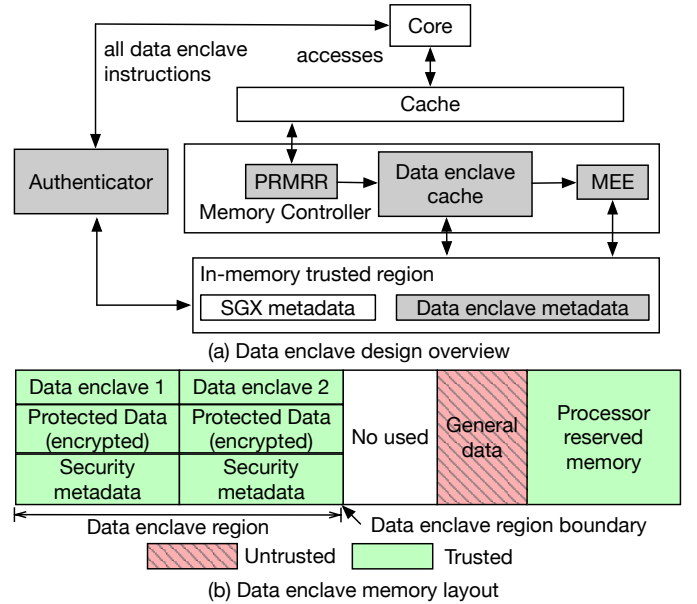 Core
all data enclave
instructions
accesses
Cache
Authenticator
PRMRR
Data enclave
cache
MEE
Memory Controller
In-memory trusted region
SGX metadata
Data enclave metadata
(a) Data enclave design overview
Data enclave 1
Data enclave 2
Protected Data
(encrypted)
Protected Data
(encrypted)
Security
metadata
Security
metadata
No used
General
data
Processor
reserved
memory
Data enclave region
Data enclave region boundary
Untrusted
Trusted
(b) Data enclave memory layout